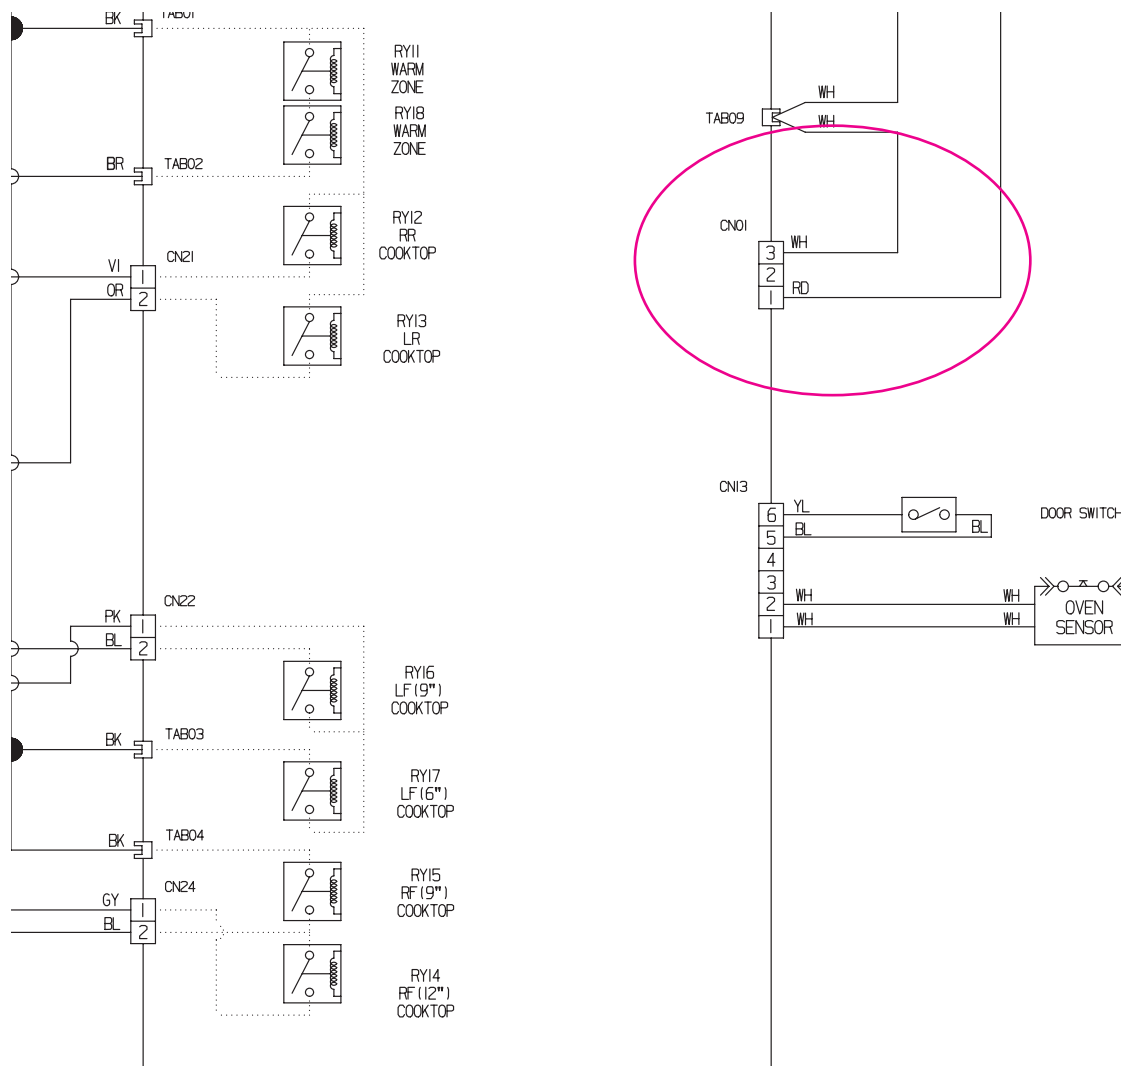 BK
TAB01
RY11
WARM
ZONE
RY18
WARM
ZONE
BR
TAB02
RY12
RR
COOKTOP
CN21
VI
1
OR
2
RY13
LR
COOKTOP
CN22
PK
1
BL
2
RY16
LF(9")
COOKTOP
BK
TAB03
RY17
LF(6")
COOKTOP
BK
TAB04
RY15
RF(9")
COOKTOP
CN24
GY
1
BL
2
RY14
RF(12")
COOKTOP
WH
TAB09
WH
CN01
3
WH
2
1
RD
CN13
6
YL
5
BL
BL
DOOR SWITCH
4
3
2
WH
WH
1
WH
WH
OVEN
SENSOR